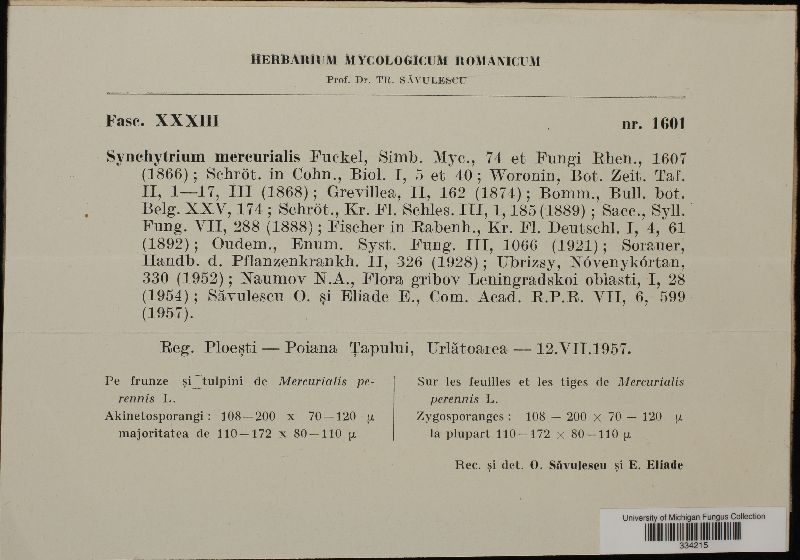 HERBARIUM MYCOLOGICUM ROMANICUM
Prof. Dr. TR. SĂVULESCU
Fasc. XXXIII
nr. 1601
Synchytrium mercurialis Fuckel, Simb. Myc., 74 et Fungi Rhen., 1607
(1866); Schröt. in Cohn., Biol. I, 5 et 40; Woronin, Bot. Zeit. Taf.
II, 1—17, III (1868); Grevillea, II, 162 (1874); Bomm., Bull. bot.
Belg. XXV, 174; Schröt., Kr. Fl. Schles. III, 1, 185 (1889); Sacc., Syll.
Fung. VII, 288 (1888); Fischer in Rabenh., Kr. Fl. Deutschl. I, 4, 61
(1892); Oudem., Enum. Syst. Fung. III, 1066 (1921); Sorauer,
Handb. d. Pflanzenkrankh. II, 326 (1928); Ubrizsy, Nóvenykórtan,
330 (1952); Naumov N.A., Flora gribov Leningradskoi oblasti, I, 28
(1954); Săvulescu O. și Eliade E., Com. Acad. R.P.R. VII, 6, 599
(1957).
Reg. Ploești — Poiana Țapului, Urlătoarea — 12.VII.1957.
Pe frunze și tulpini de Mercurialis pe-
rennis L.
Akinetosporangi: 108—200 x 70—120 µ
majoritatea de 110—172 x 80—110 µ
Sur les feuilles et les tiges de Mercurialis
perennis L.
Zygosporanges: 108 — 200 × 70 — 120 µ
la plupart 110—172 × 80—110 µ
Rec. și det. O. Săvulescu și E. Eliade
University of Michigan Fungus Collection
334215